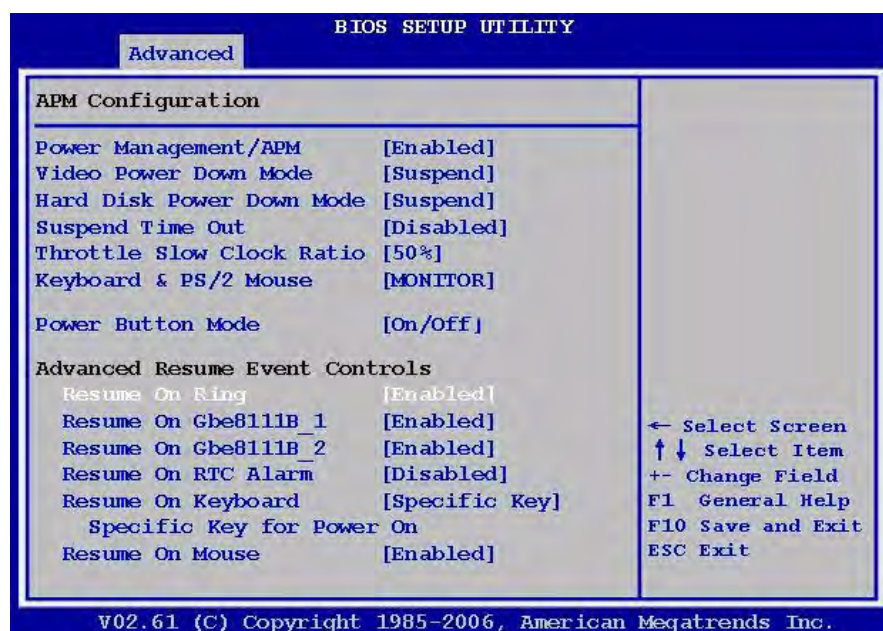 BIOS SETUP UTILITY
Advanced
APM Configuration
Power Management/APM [Enabled]
Video Power Down Mode [Suspend]
Hard Disk Power Down Mode [Suspend]
Suspend Time Out [Disabled]
Throttle Slow Clock Ratio [50%]
Keyboard & PS/2 Mouse [MONITOR]
Power Button Mode [On/Off]
Advanced Resume Event Controls
Resume On Ring [Enabled]
Resume On Gbe8111B_1 [Enabled]
Resume On Gbe8111B_2 [Enabled]
Resume On RTC Alarm [Disabled]
Resume On Keyboard [Specific Key]
Specific Key for Power On
Resume On Mouse [Enabled]
← Select Screen
↑↓ Select Item
+- Change Field
F1 General Help
F10 Save and Exit
ESC Exit
V02.61 (C) Copyright 1985-2006, American Megatrends Inc.